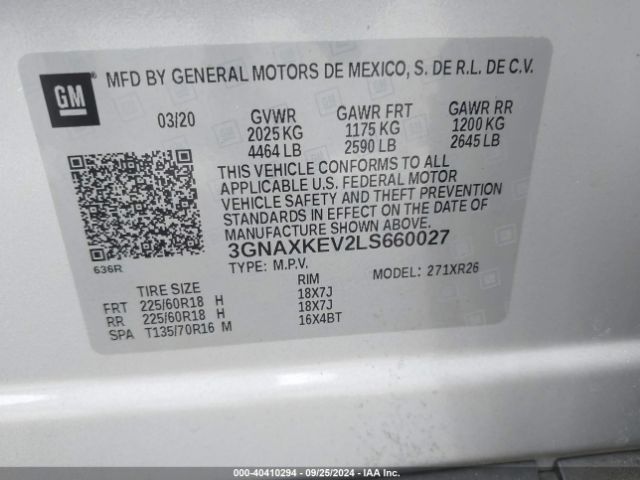 GM ® MFD BY GENERAL MOTORS DE MEXICO, S. DE R.L. DE C.V.
03/20
GVWR GAWR FRT GAWR RR
2025 KG 1175 KG 1200 KG
4464 LB 2590 LB 2645 LB
THIS VEHICLE CONFORMS TO ALL
APPLICABLE U.S. FEDERAL MOTOR
VEHICLE SAFETY AND THEFT PREVENTION
STANDARDS IN EFFECT ON THE DATE OF
MANUFACTURE SHOWN ABOVE.
3GNAXKEV2LS660027
TYPE: M.P.V. MODEL: 271XR26
636R
TIRE SIZE RIM
FRT 225/60R18 H 18X7J
RR 225/60R18 H 18X7J
SPA T135/70R16 M 16X4BT
000-40410294 - 09/25/2024 - IAA Inc.